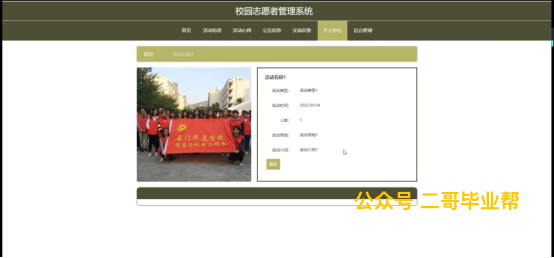 校园志愿者管理系统
首页 活动信息 活动心得 公告信息 交流反馈 个人中心 后台管理
首页 活动名称1
活动名称1
活动类型: 活动类型1
活动时间: 2022-05-04
人数: 1
活动地址: 活动地址1
活动介绍: 活动介绍1
公众号 二哥毕业帮